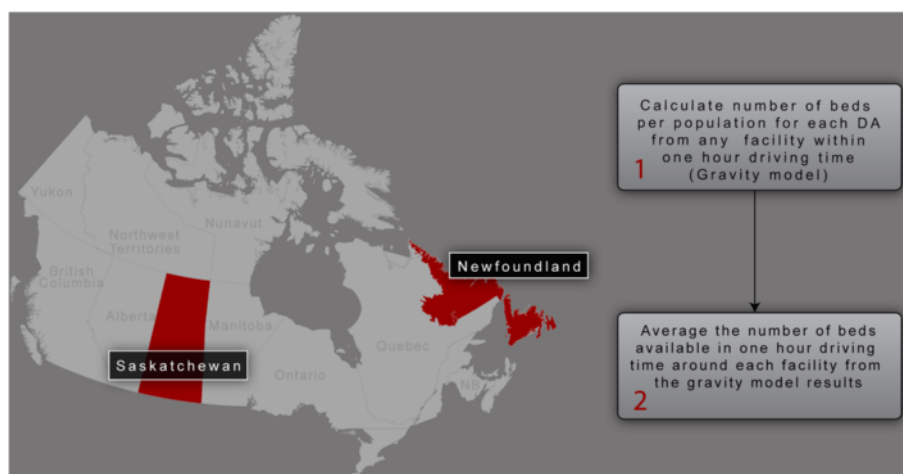 Yukon
Northwest
Territories
Nunavut
British
Columbia
Alberta
Manitoba
Ontario
Quebec
NB
Newfoundland
Saskatchewan
Calculate number of beds
per population for each DA
from any facility within
one hour driving time
(Gravity model)
1
Average the number of beds
available in one hour driving
time around each facility from
the gravity model results
2